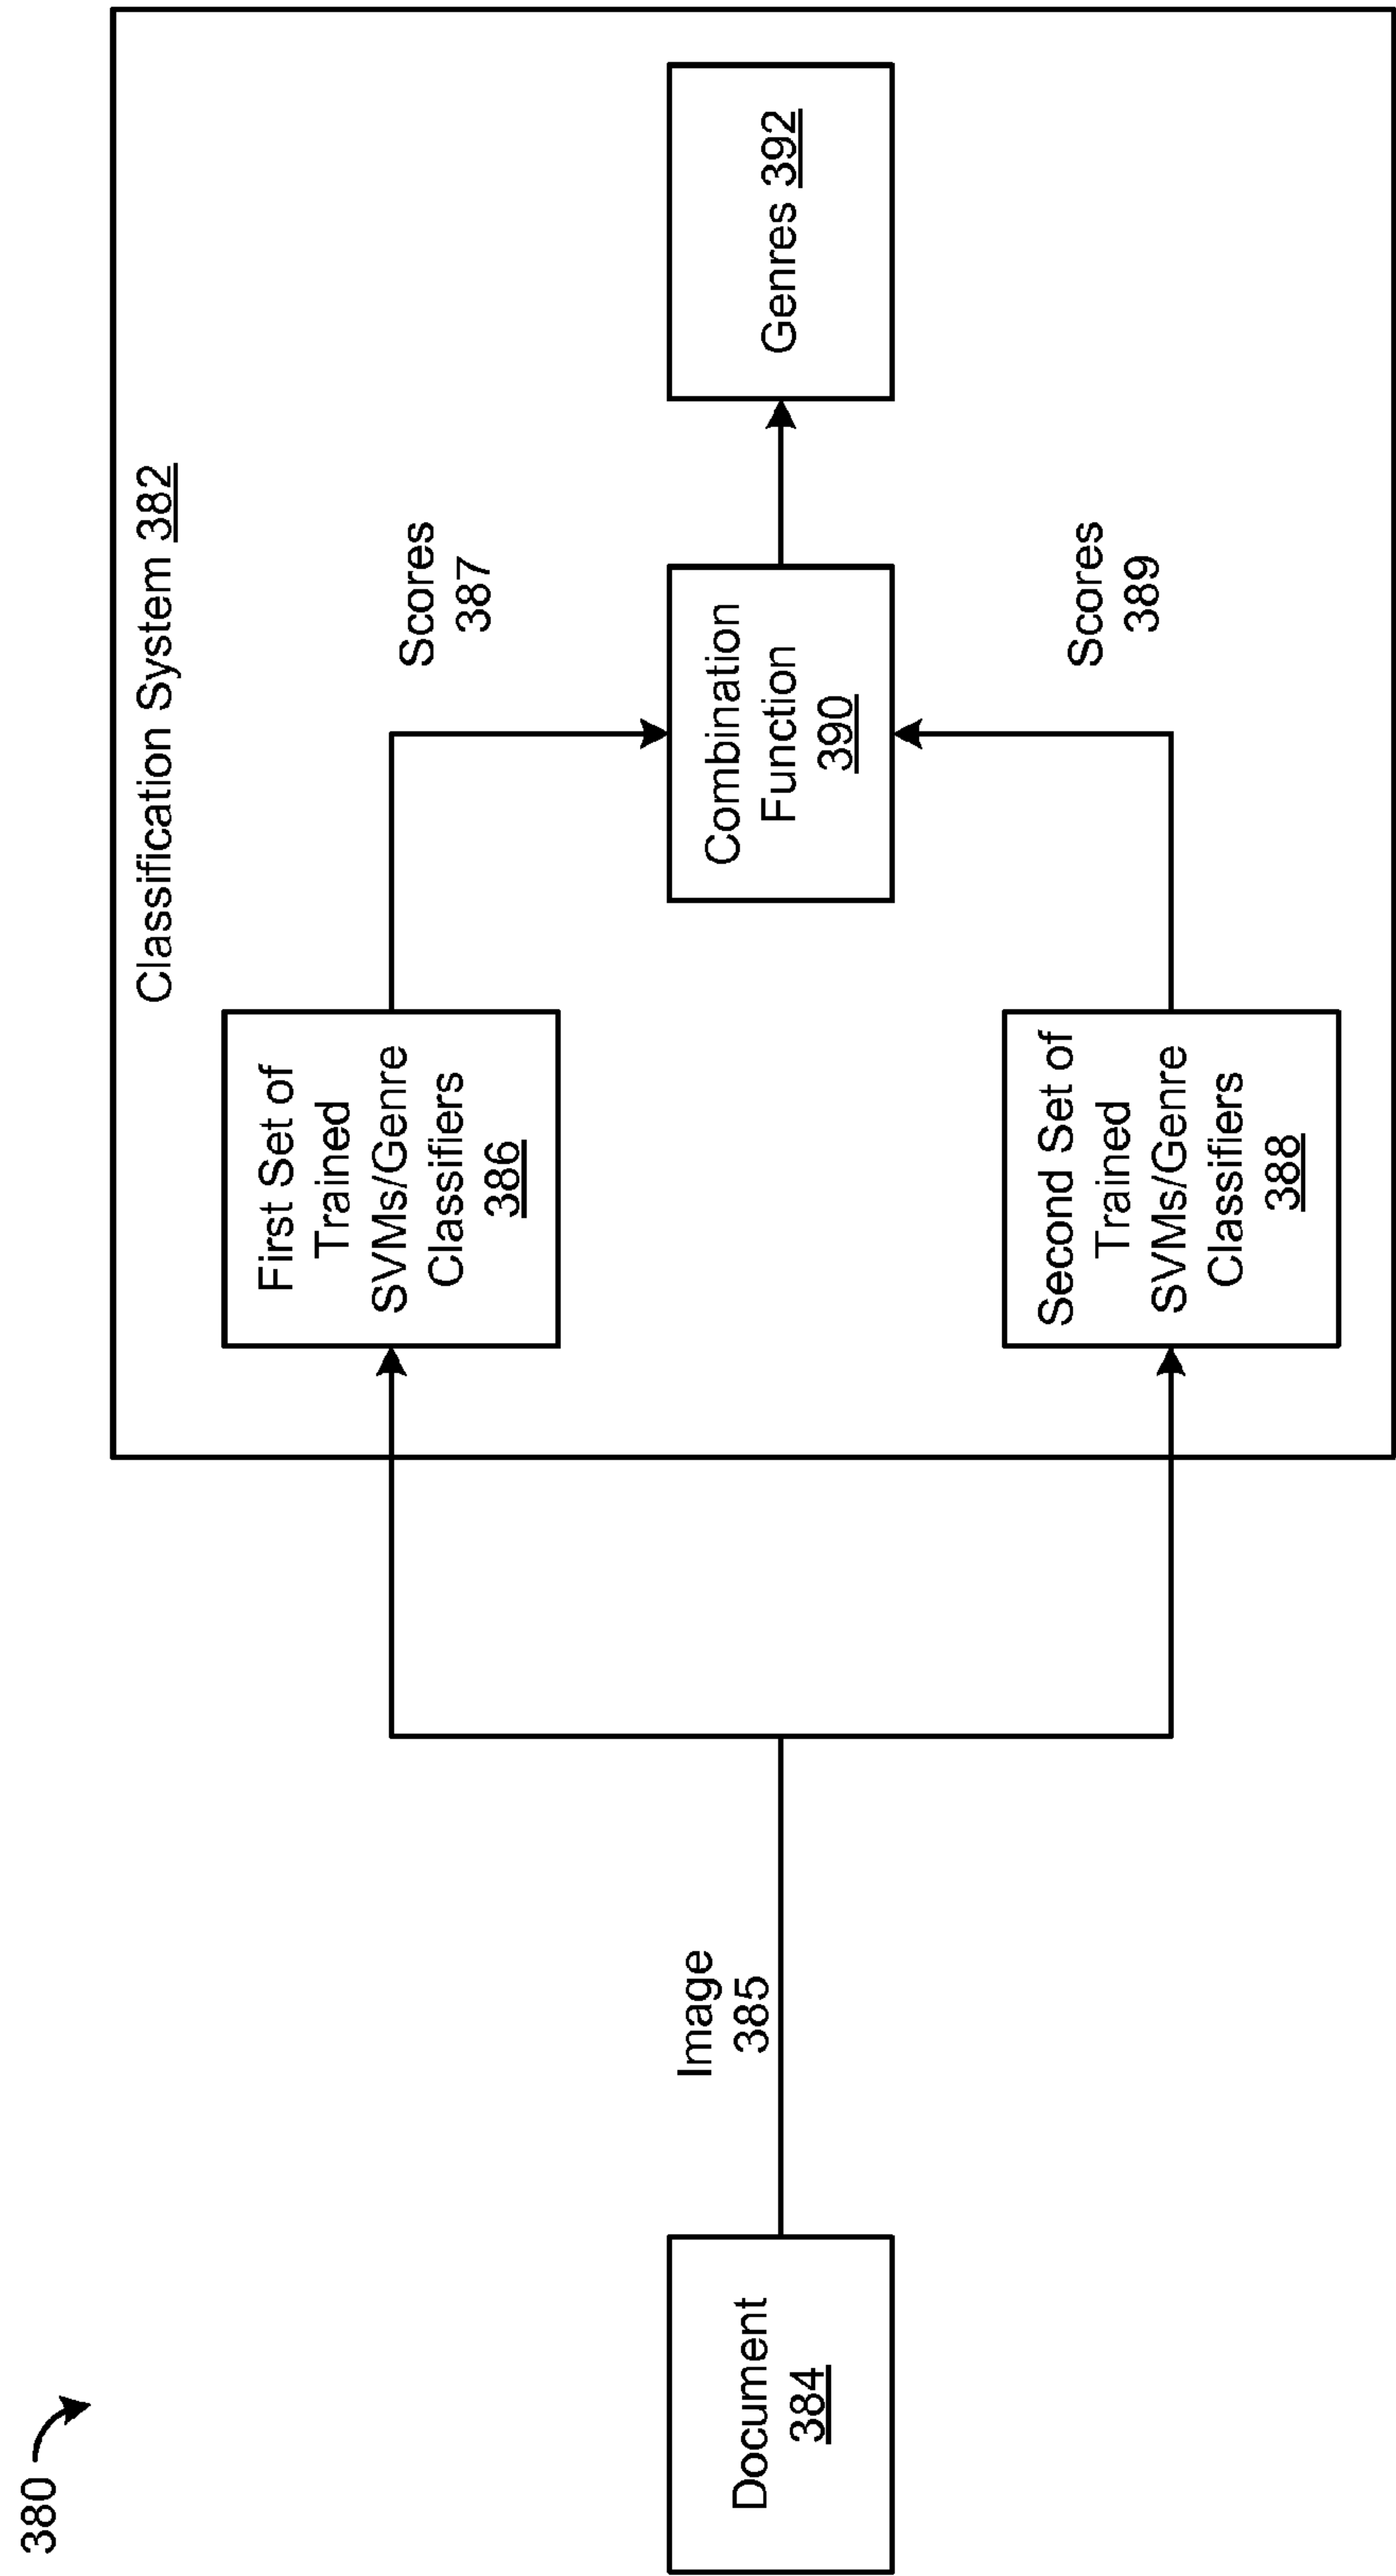 380
Classification System 382
Document
384
Image
385
First Set of
Trained
SVMs/Genre
Classifiers
386
Scores
387
Combination
Function
390
Genres 392
Second Set of
Trained
SVMs/Genre
Classifiers
388
Scores
389